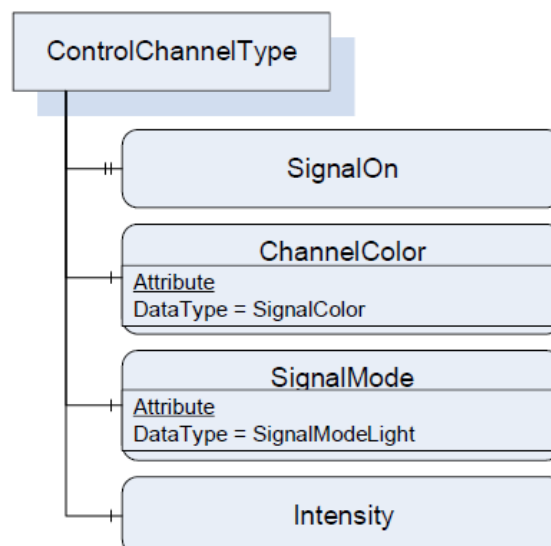 ControlChannelType
SignalOn
ChannelColor
Attribute
DataType = SignalColor
SignalMode
Attribute
DataType = SignalModeLight
Intensity